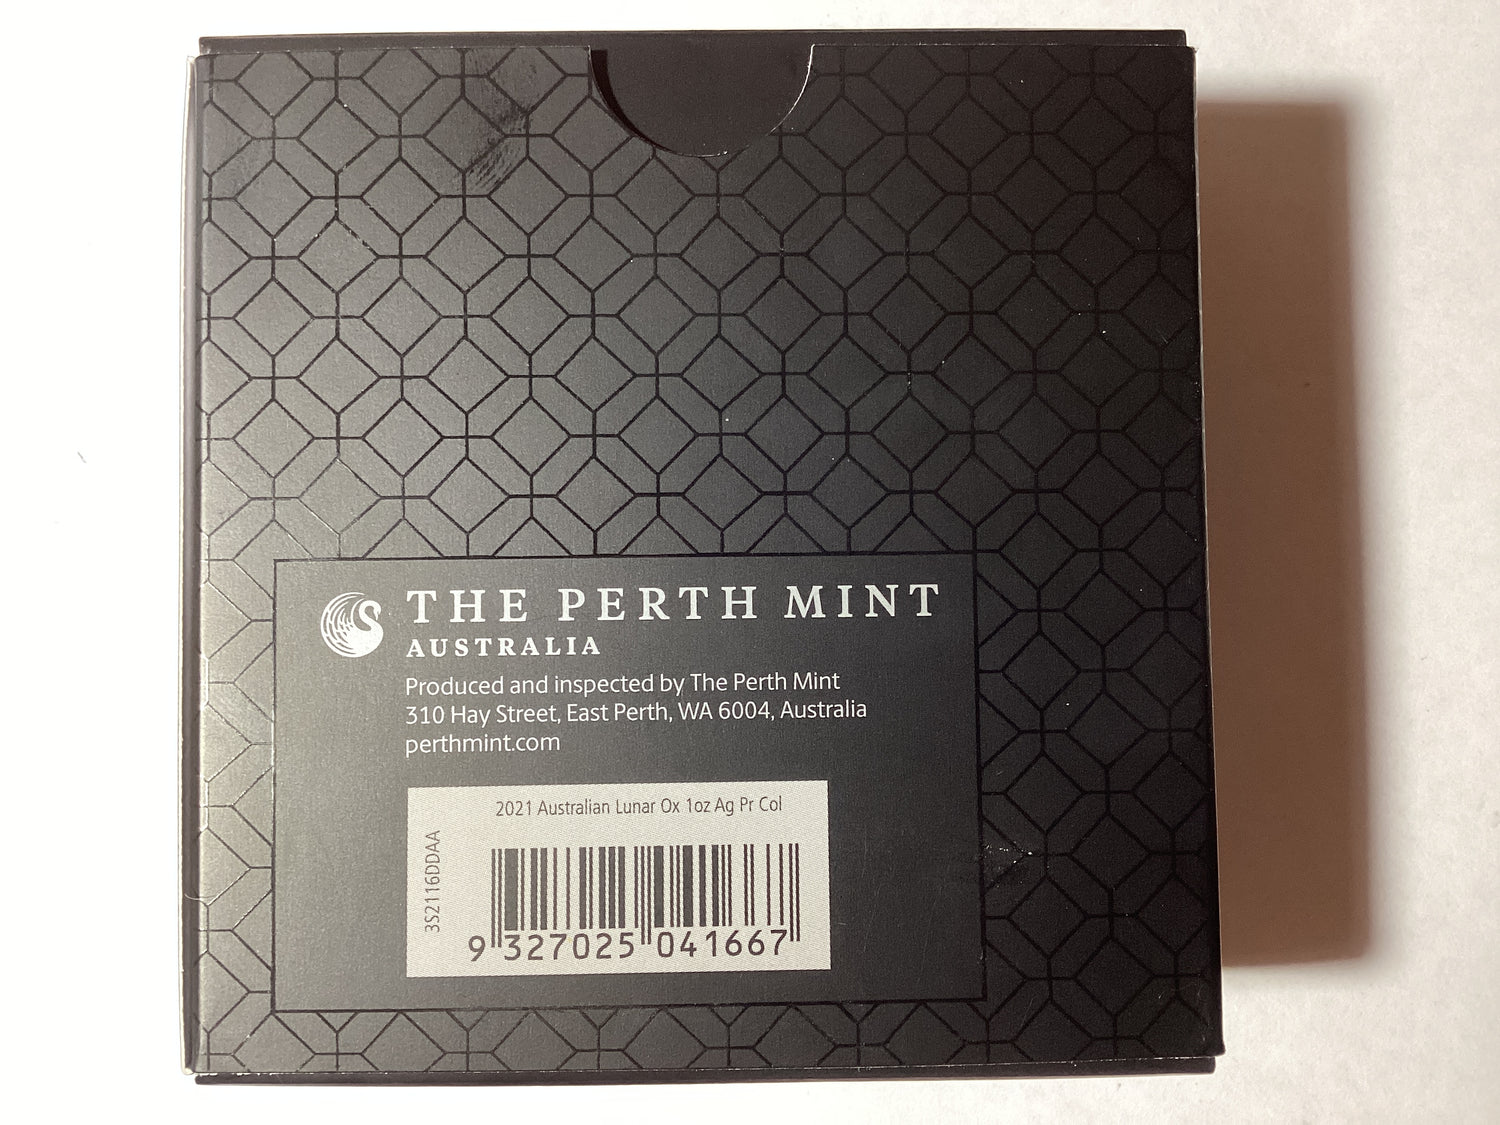 THE PERTH MINT
AUSTRALIA
Produced and inspected by The Perth Mint
310 Hay Street, East Perth, WA 6004, Australia
perthmint.com
2021 Australian Lunar Ox 1oz Ag Pr Col
3S2116DDAA
9 327025 041667